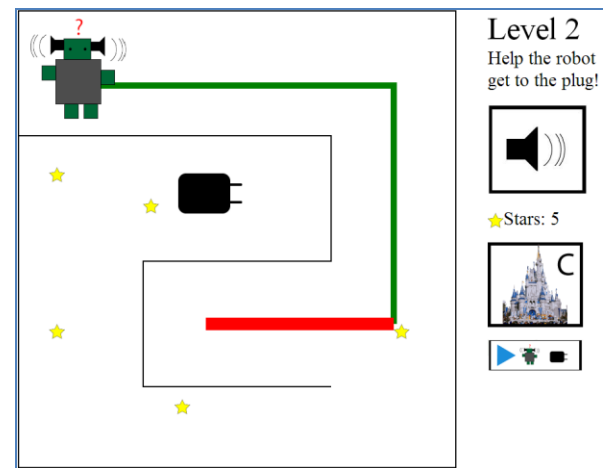 ?
Level 2
Help the robot
get to the plug!
Stars: 5
C